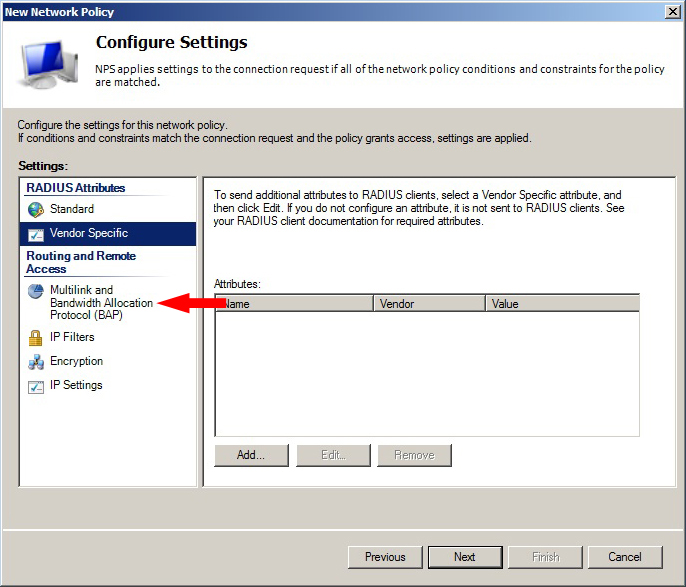 New Network Policy
Configure Settings
NPS applies settings to the connection request if all of the network policy conditions and constraints for the policy
are matched.
Configure the settings for this network policy.
If conditions and constraints match the connection request and the policy grants access, settings are applied.
Settings:
RADIUS Attributes
Standard
Vendor Specific
Routing and Remote
Access
Multilink and
Bandwidth Allocation
Protocol (BAP)
IP Filters
Encryption
IP Settings
To send additional attributes to RADIUS clients, select a Vendor Specific attribute, and
then click Edit. If you do not configure an attribute, it is not sent to RADIUS clients. See
your RADIUS client documentation for required attributes.
Attributes:
Name Vendor Value
Add... Edit... Remove
Previous Next Finish Cancel